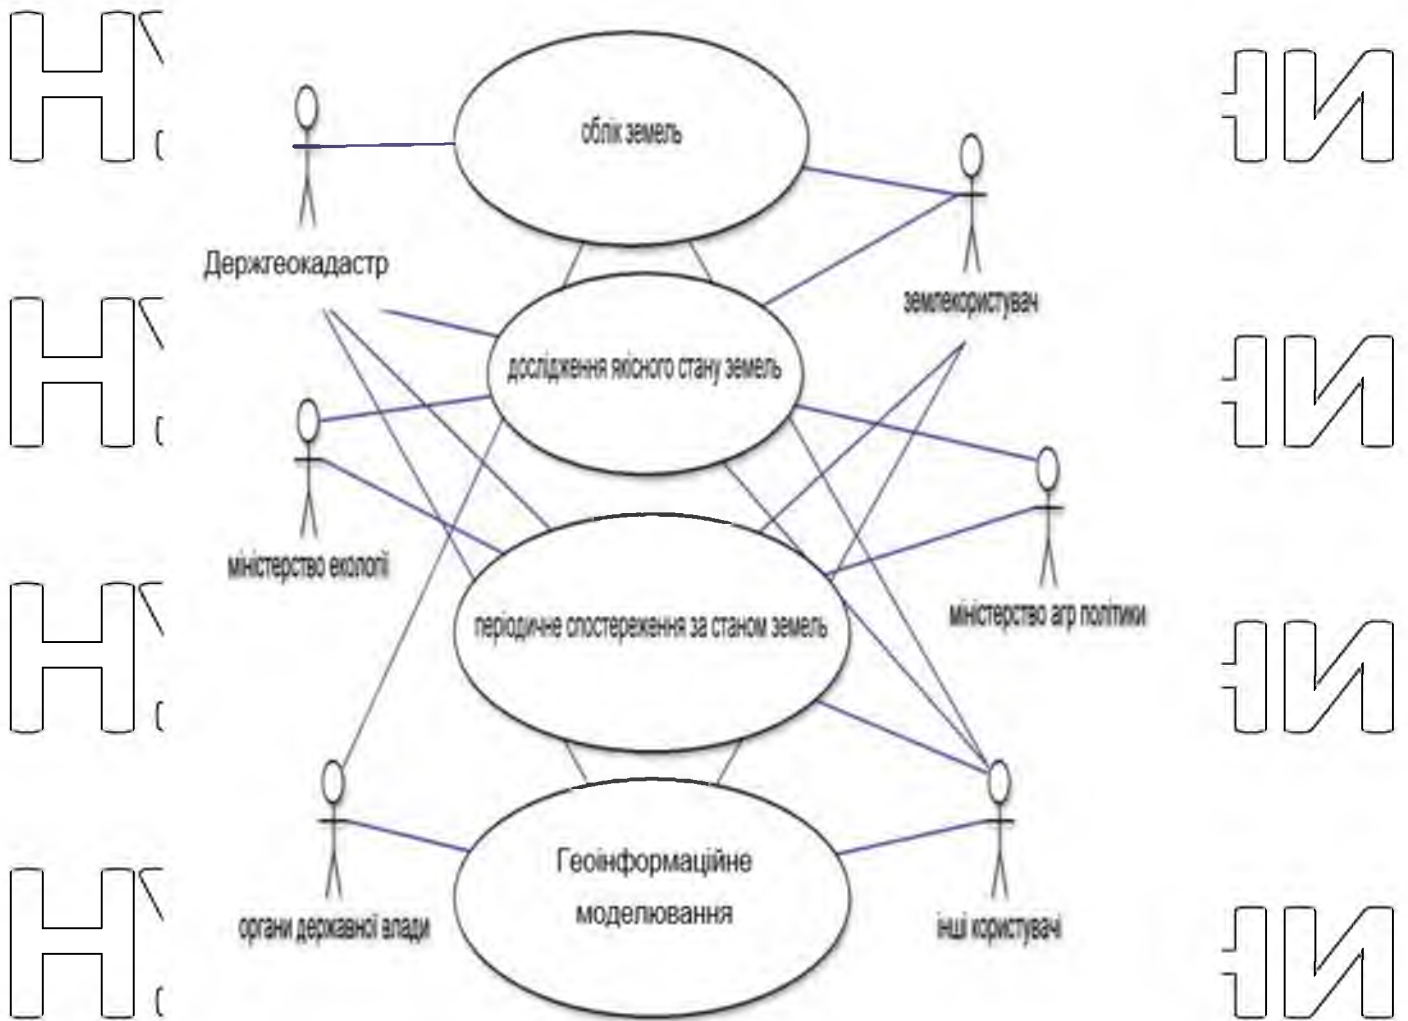 облік земель
Держгеокадастр
землекористувач
дослідження якісного стану земель
міністерство екології
міністерство агр політики
періодичне спостереження за станом земель
Геоінформаційне
моделювання
органи державної влади
інші користувачі